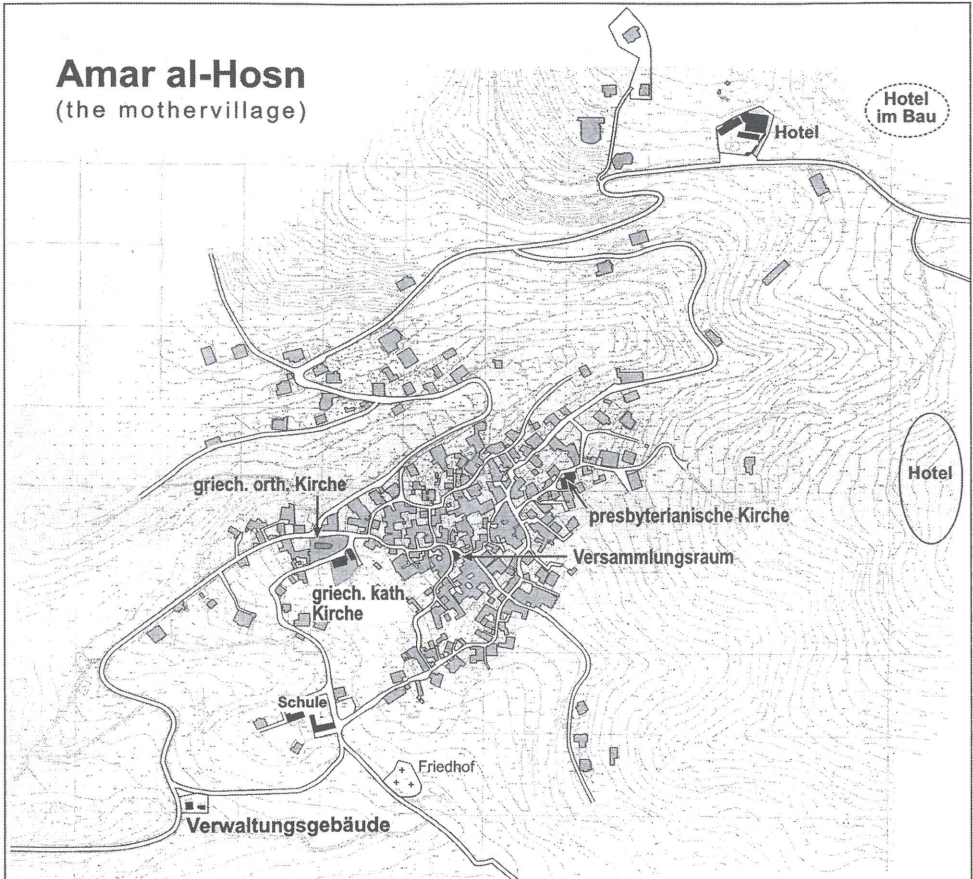 Amar al-Hosn
(the mothervillage)
Hotel
im Bau
Hotel
griech. orth. Kirche
Hotel
presbyterianische Kirche
Versammlungsraum
griech. kath.
Kirche
Schule
Friedhof
Verwaltungsgebäude